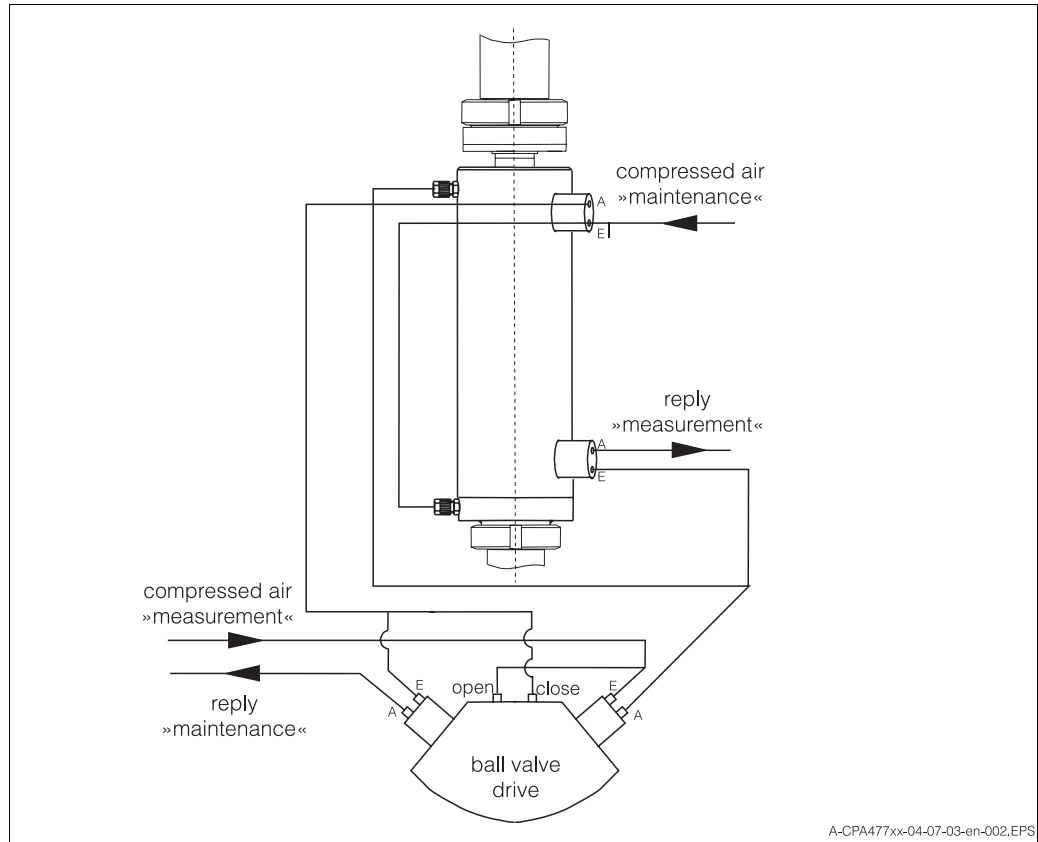 compressed air
»maintenance«
A
E
reply
»measurement«
A
E
compressed air
»measurement«
reply
»maintenance«
E
A
open
close
E
A
ball valve
drive
A-CPA477xx-04-07-03-en-002.EPS